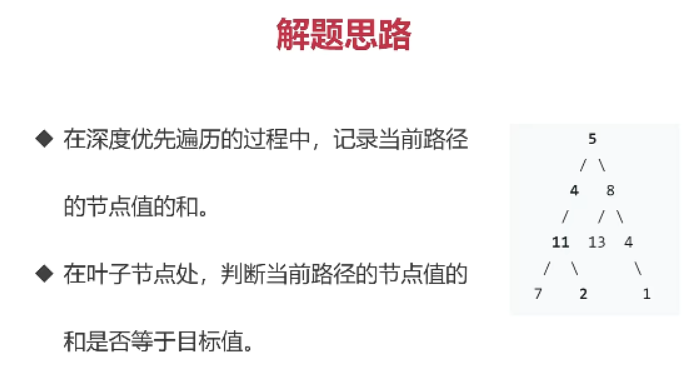 解题思路
◆ 在深度优先遍历的过程中，记录当前路径
的节点值的和。
◆ 在叶子节点处，判断当前路径的节点值的
和是否等于目标值。
5
/ \
4 8
/ / \
11 13 4
/ \ \
7 2 1